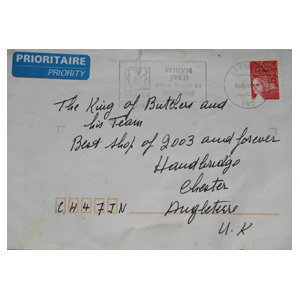 PRIORITAIRE
PRIORITY
The King of Butchers and
his Team
Best shop of 2003 and forever
Handbridge
Chester
Angleterre
U.K
CH47JN